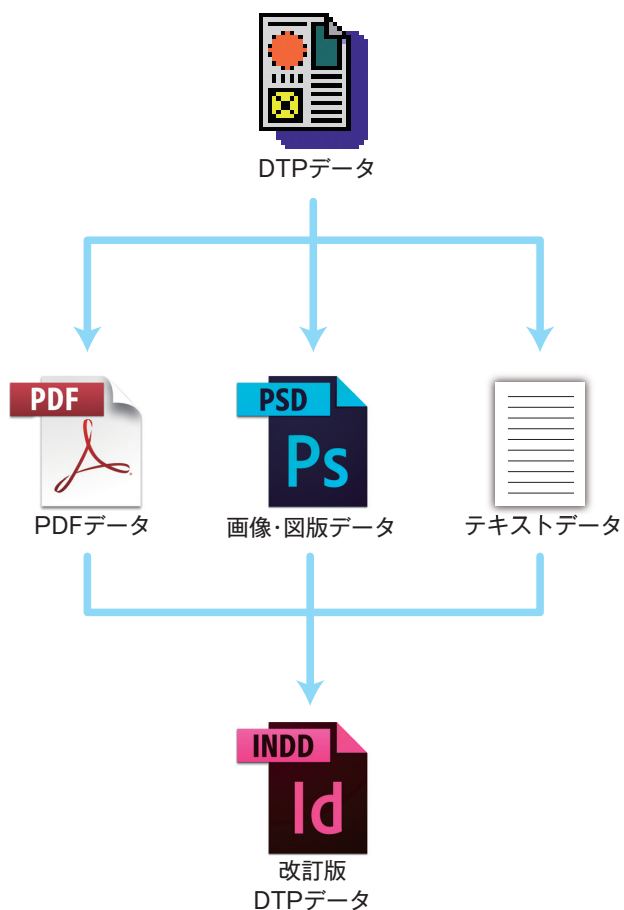 DTPデータ
PDF
PSD
Ps
PDFデータ
画像・図版データ
テキストデータ
INDD
Id
改訂版
DTPデータ